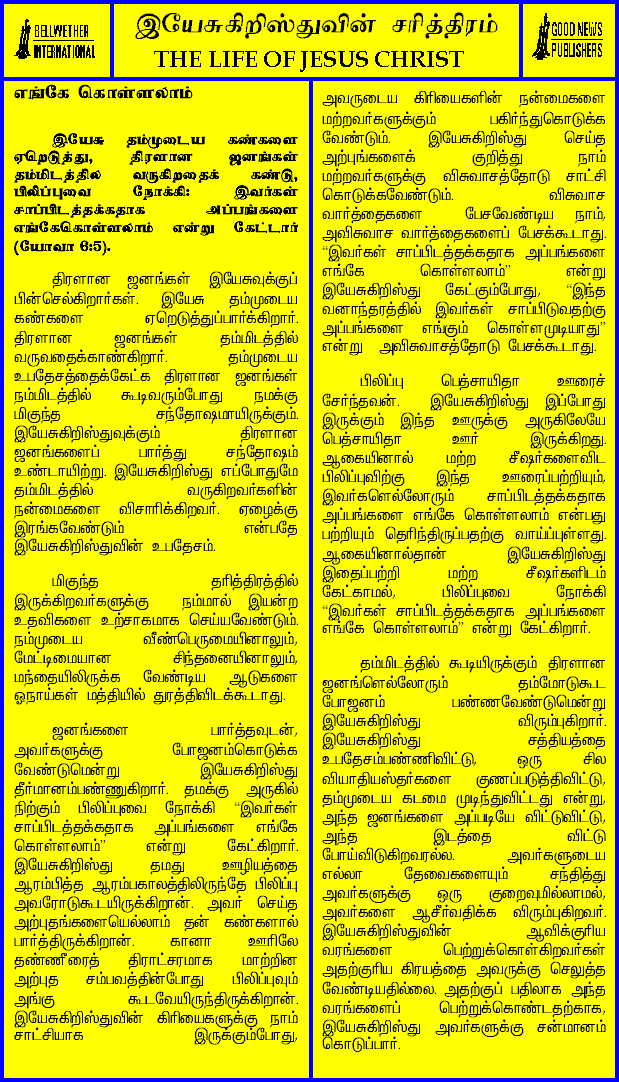 BELLWETHER
INTERNATIONAL
இயேசுகிறிஸ்துவின் சரித்திரம்
THE LIFE OF JESUS CHRIST
GOOD NEWS
PUBLISHERS
எங்கே கொள்ளலாம்
இயேசு தம்முடைய கண்களை
ஏறெடுத்து, திரளான ஜனங்கள்
தம்மிடத்தில் வருகிறதைக் கண்டு,
பிலிப்புவை நோக்கி: இவர்கள்
சாப்பிடத்தக்கதாக அப்பங்களை
எங்கேகொள்ளலாம் என்று கேட்டார்
(யோவா 6:5).
திரளான ஜனங்கள் இயேசுவுக்குப்
பின்செல்கிறார்கள். இயேசு தம்முடைய
கண்களை ஏறெடுத்துப்பார்க்கிறார்.
திரளான ஜனங்கள் தம்மிடத்தில்
வருவதைக்காண்கிறார். தம்முடைய
உபதேசத்தைக்கேட்க திரளான ஜனங்கள்
நம்மிடத்தில் கூடிவரும்போது நமக்கு
மிகுந்த சந்தோஷமாயிருக்கும்.
இயேசுகிறிஸ்துவுக்கும் திரளான
ஜனங்களைப் பார்த்து சந்தோஷம்
உண்டாயிற்று. இயேசுகிறிஸ்து எப்போதுமே
தம்மிடத்தில் வருகிறவர்களின்
நன்மைகளை விசாரிக்கிறவர். ஏழைக்கு
இரங்கவேண்டும் என்பதே
இயேசுகிறிஸ்துவின் உபதேசம்.
மிகுந்த தரித்திரத்தில்
இருக்கிறவர்களுக்கு நம்மால் இயன்ற
உதவிகளை உற்சாகமாக செய்யவேண்டும்.
நம்முடைய வீண்பெருமையினாலும்,
மேட்டிமையான சிந்தனையினாலும்,
மந்தையிலிருக்க வேண்டிய ஆடுகளை
ஓநாய்கள் மத்தியில் துரத்திவிடக்கூடாது.
ஜனங்களை பார்த்தவுடன்,
அவர்களுக்கு போஜனம்கொடுக்க
வேண்டுமென்று இயேசுகிறிஸ்து
தீர்மானம்பண்ணுகிறார். தமக்கு அருகில்
நிற்கும் பிலிப்புவை நோக்கி “இவர்கள்
சாப்பிடத்தக்கதாக அப்பங்களை எங்கே
கொள்ளலாம்” என்று கேட்கிறார்.
இயேசுகிறிஸ்து தமது ஊழியத்தை
ஆரம்பித்த ஆரம்பகாலத்திலிருந்தே பிலிப்பு
அவரோடுகூடயிருக்கிறான். அவர் செய்த
அற்புதங்களையெல்லாம் தன் கண்களால்
பார்த்திருக்கிறான். கானா ஊரிலே
தண்ணீரைத் திராட்சரமாக மாற்றின
அற்புத சம்பவத்தின்போது பிலிப்புவும்
அங்கு கூடவேயிருந்திருக்கிறான்.
இயேசுகிறிஸ்துவின் கிரியைகளுக்கு நாம்
சாட்சியாக இருக்கும்போது,
அவருடைய கிரியைகளின் நன்மைகளை
மற்றவர்களுக்கும் பகிர்ந்துகொடுக்க
வேண்டும். இயேசுகிறிஸ்து செய்த
அற்புங்களைக் குறித்து நாம்
மற்றவர்களுக்கு விசுவாசத்தோடு சாட்சி
கொடுக்கவேண்டும். விசுவாச
வார்த்தைகளை பேசவேண்டிய நாம்,
அவிசுவாச வார்த்தைகளைப் பேசக்கூடாது.
“இவர்கள் சாப்பிடத்தக்கதாக அப்பங்களை
எங்கே கொள்ளலாம்” என்று
இயேசுகிறிஸ்து கேட்கும்போது, “இந்த
வனாந்தரத்தில் இவர்கள் சாப்பிடுவதற்கு
அப்பங்களை எங்கும் கொள்ளமுடியாது”
என்று அவிசுவாசத்தோடு பேசக்கூடாது.
பிலிப்பு பெத்சாயிதா ஊரைச்
சேர்ந்தவன். இயேசுகிறிஸ்து இப்போது
இருக்கும் இந்த ஊருக்கு அருகிலேயே
பெத்சாயிதா ஊர் இருக்கிறது.
ஆகையினால் மற்ற சீஷர்களைவிட
பிலிப்புவிற்கு இந்த ஊரைப்பற்றியும்,
இவர்களெல்லோரும் சாப்பிடத்தக்கதாக
அப்பங்களை எங்கே கொள்ளலாம் என்பது
பற்றியும் தெரிந்திருப்பதற்கு வாய்ப்புள்ளது.
ஆகையினால்தான் இயேசுகிறிஸ்து
இதைப்பற்றி மற்ற சீஷர்களிடம்
கேட்காமல், பிலிப்புவை நோக்கி
“இவர்கள் சாப்பிடத்தக்கதாக அப்பங்களை
எங்கே கொள்ளலாம்” என்று கேட்கிறார்.
தம்மிடத்தில் கூடியிருக்கும் திரளான
ஜனங்ளெல்லோரும் தம்மோடுகூட
போஜனம் பண்ணவேண்டுமென்று
இயேசுகிறிஸ்து விரும்புகிறார்.
இயேசுகிறிஸ்து சத்தியத்தை
உபதேசம்பண்ணிவிட்டு, ஒரு சில
வியாதியஸ்தர்களை குணப்படுத்திவிட்டு,
தம்முடைய கடமை முடிந்துவிட்டது என்று,
அந்த ஜனங்களை அப்படியே விட்டுவிட்டு,
அந்த இடத்தை விட்டு
போய்விடுகிறவரல்ல. அவர்களுடைய
எல்லா தேவைகளையும் சந்தித்து
அவர்களுக்கு ஒரு குறைவுமில்லாமல்,
அவர்களை ஆசீர்வதிக்க விரும்புகிறவர்.
இயேசுகிறிஸ்துவின் ஆவிக்குரிய
வரங்களை பெற்றுக்கொள்கிறவர்கள்
அதற்குரிய கிரயத்தை அவருக்கு செலுத்த
வேண்டியதில்லை. அதற்குப் பதிலாக அந்த
வரங்களைப் பெற்றுக்கொண்டதற்காக,
இயேசுகிறிஸ்து அவர்களுக்கு சன்மானம்
கொடுப்பார்.